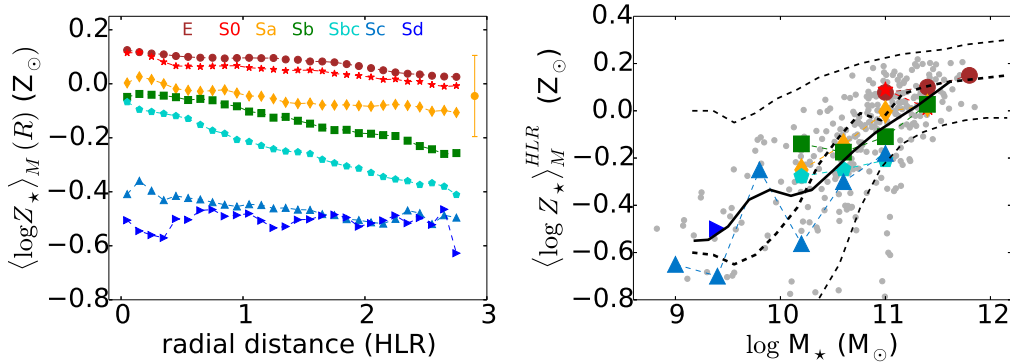 ⟨log Z⋆⟩M (R) (Z⊙)
0.2
0.0
−0.2
−0.4
−0.6
−0.8
E S0 Sa Sb Sbc Sc Sd
0 1 2 3
radial distance (HLR)
⟨log Z⋆⟩M^HLR (Z⊙)
0.4
0.2
0.0
−0.2
−0.4
−0.6
−0.8
9 10 11 12
log M⋆ (M⊙)